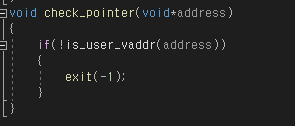 void check_pointer(void*address)
{
if(!is_user_vaddr(address))
{
exit(-1);
}
}